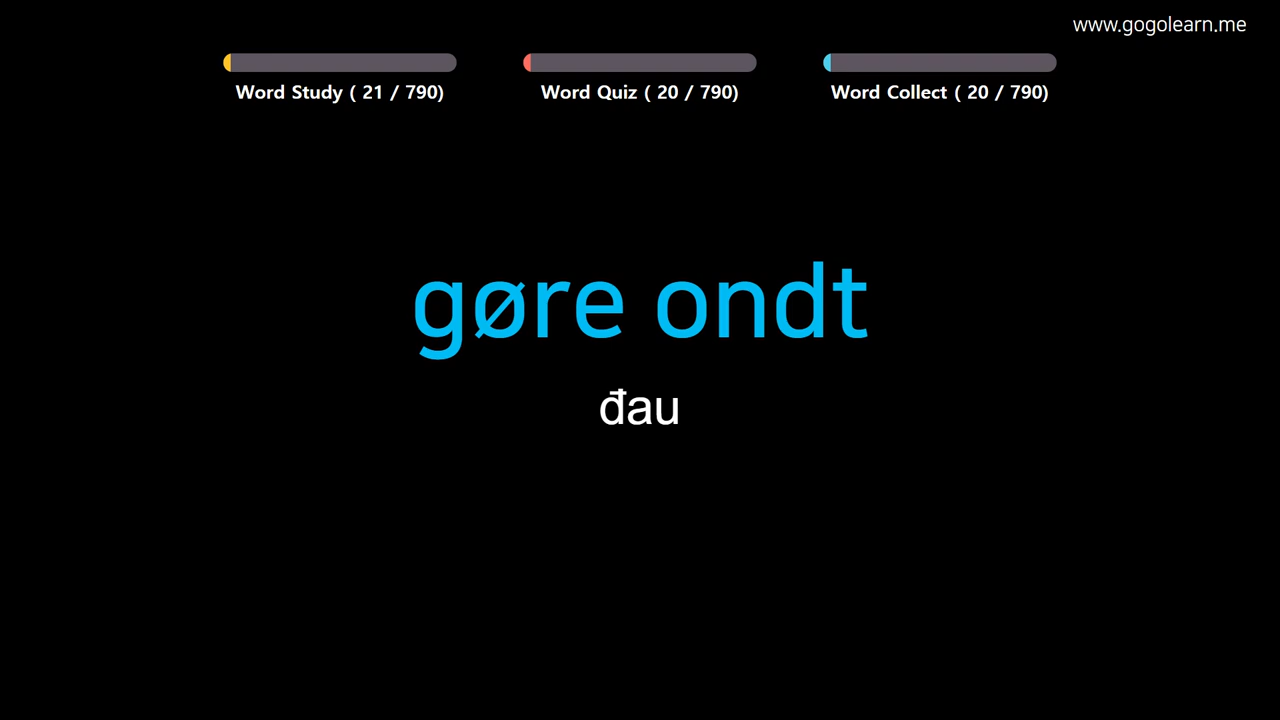 www.gogolearn.me
Word Study ( 21 / 790)
Word Quiz ( 20 / 790)
Word Collect ( 20 / 790)
gøre ondt
đau